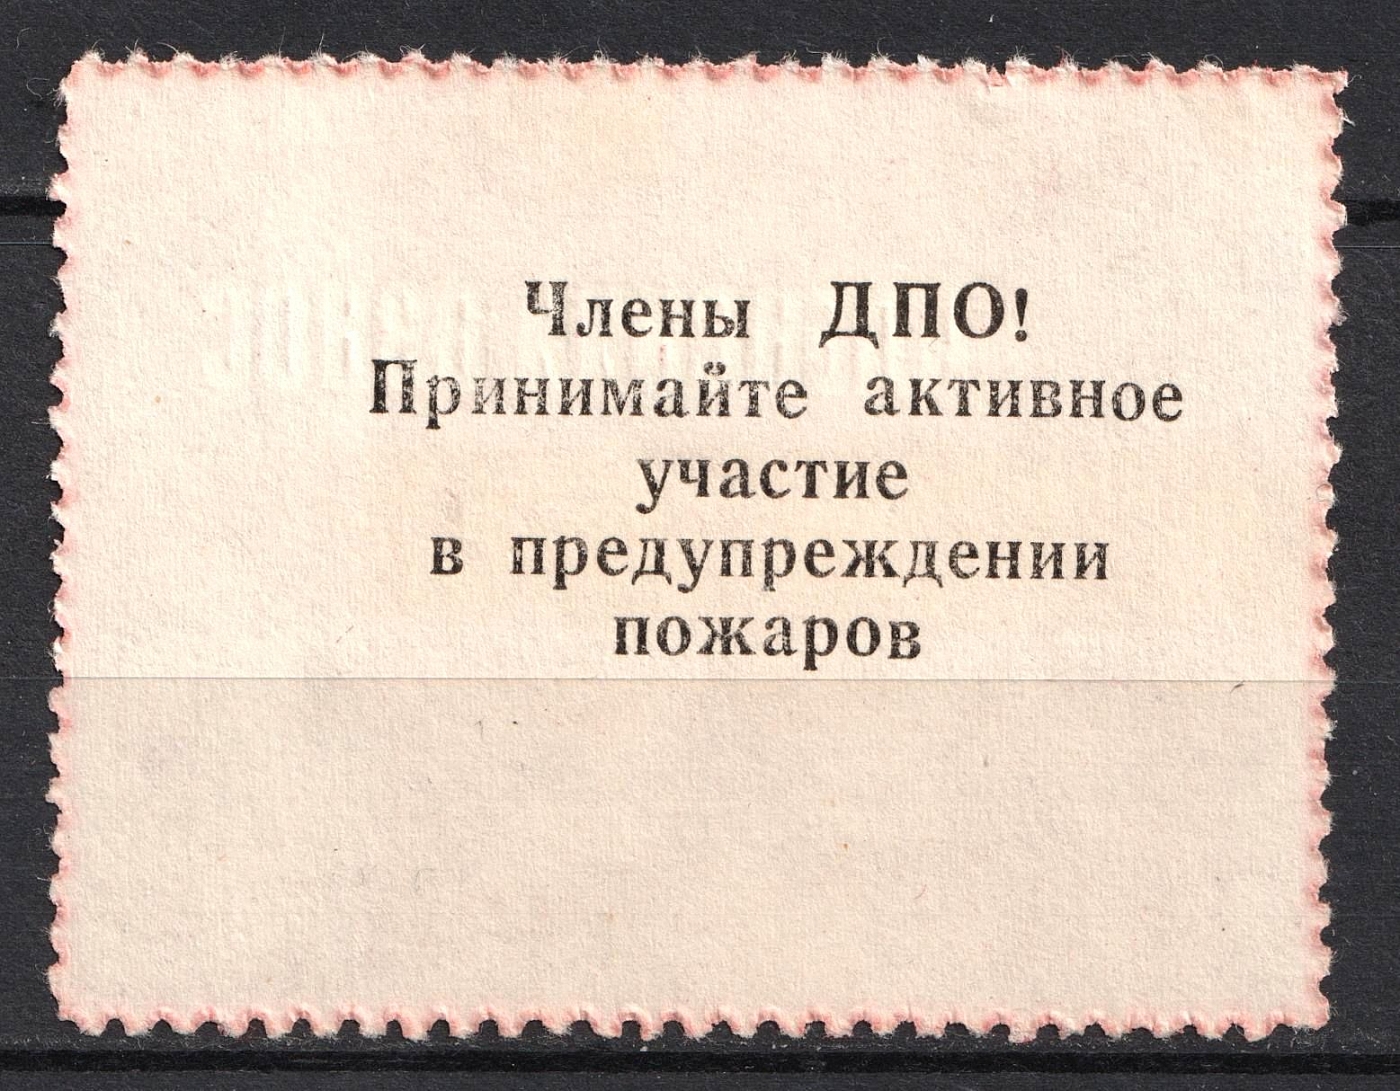 Члены ДПО!
Принимайте активное
участие
в предупреждении
пожаров